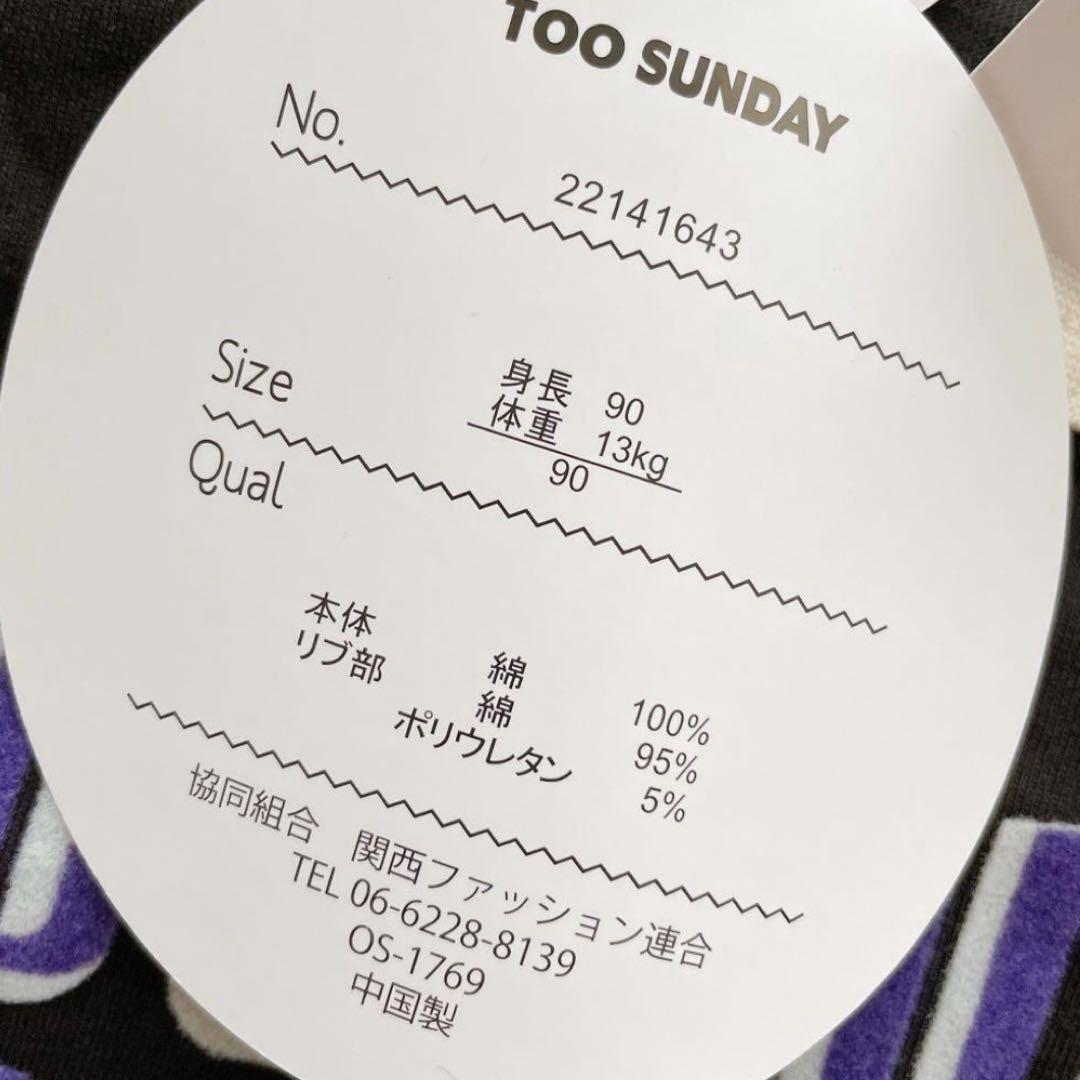 TOO SUNDAY
No.
22141643
Size
身長 90
体重 13kg
90
Qual
本体 綿 100%
リブ部 綿 95%
ポリウレタン 5%
協同組合 関西ファッション連合
TEL 06-6228-8139
OS-1769
中国製